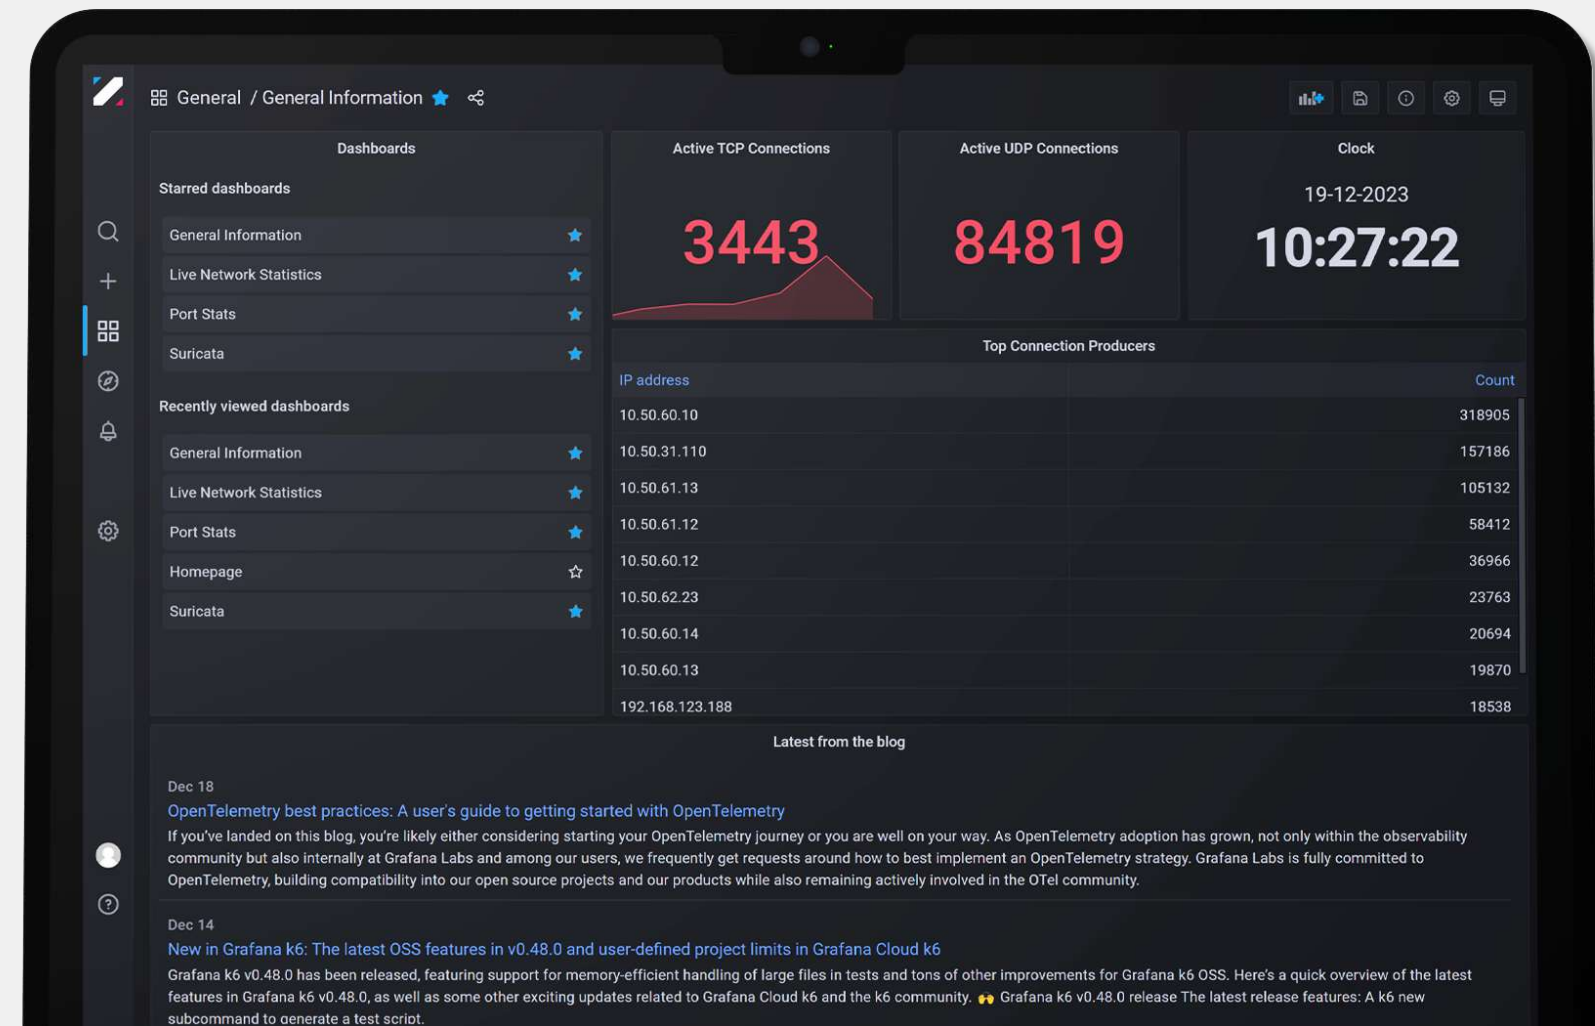 General / General Information
Dashboards
Starred dashboards
General Information
Live Network Statistics
Port Stats
Suricata
Recently viewed dashboards
General Information
Live Network Statistics
Port Stats
Homepage
Suricata
Active TCP Connections
3443
Active UDP Connections
84819
Clock
19-12-2023
10:27:22
Top Connection Producers
IP address Count
10.50.60.10 318905
10.50.31.110 157186
10.50.61.13 105132
10.50.61.12 58412
10.50.60.12 36966
10.50.62.23 23763
10.50.60.14 20694
10.50.60.13 19870
192.168.123.188 18538
Latest from the blog
Dec 18
OpenTelemetry best practices: A user's guide to getting started with OpenTelemetry
If you've landed on this blog, you're likely either considering starting your OpenTelemetry journey or you are well on your way. As OpenTelemetry adoption has grown, not only within the observability
community but also internally at Grafana Labs and among our users, we frequently get requests around how to best implement an OpenTelemetry strategy. Grafana Labs is fully committed to
OpenTelemetry, building compatibility into our open source projects and our products while also remaining actively involved in the OTel community.
Dec 14
New in Grafana k6: The latest OSS features in v0.48.0 and user-defined project limits in Grafana Cloud k6
Grafana k6 v0.48.0 has been released, featuring support for memory-efficient handling of large files in tests and tons of other improvements for Grafana k6 OSS. Here's a quick overview of the latest
features in Grafana k6 v0.48.0, as well as some other exciting updates related to Grafana Cloud k6 and the k6 community. 🙌 Grafana k6 v0.48.0 release The latest release features: A k6 new
subcommand to generate a test script.